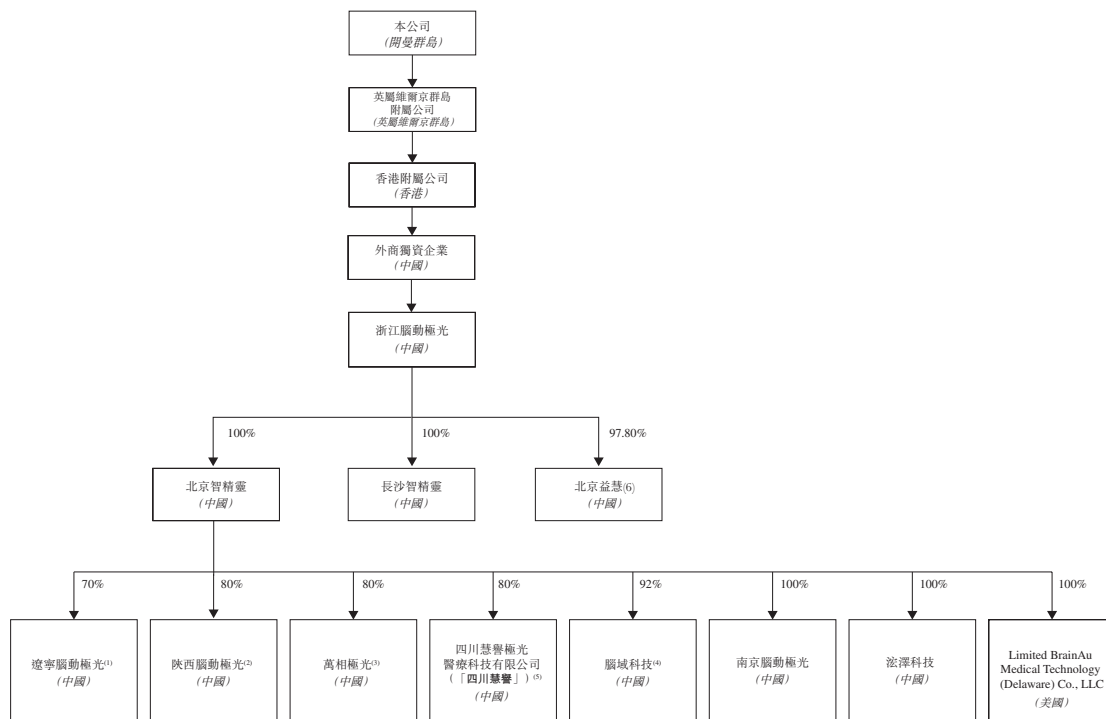 本公司
(開曼群島)
英屬維爾京群島
附屬公司
(英屬維爾京群島)
香港附屬公司
(香港)
外商獨資企業
(中國)
浙江腦動極光
(中國)
100%
100%
97.80%
北京智精靈
(中國)
長沙智精靈
(中國)
北京益慧(6)
(中國)
70%
80%
80%
80%
92%
100%
100%
100%
遼寧腦動極光(1)
(中國)
陝西腦動極光(2)
(中國)
萬相極光(3)
(中國)
四川慧譽極光
醫療科技有限公司
(「四川慧譽」)(5)
(中國)
腦域科技(4)
(中國)
南京腦動極光
(中國)
浤澤科技
(中國)
Limited BrainAu
Medical Technology
(Delaware) Co., LLC
(美國)